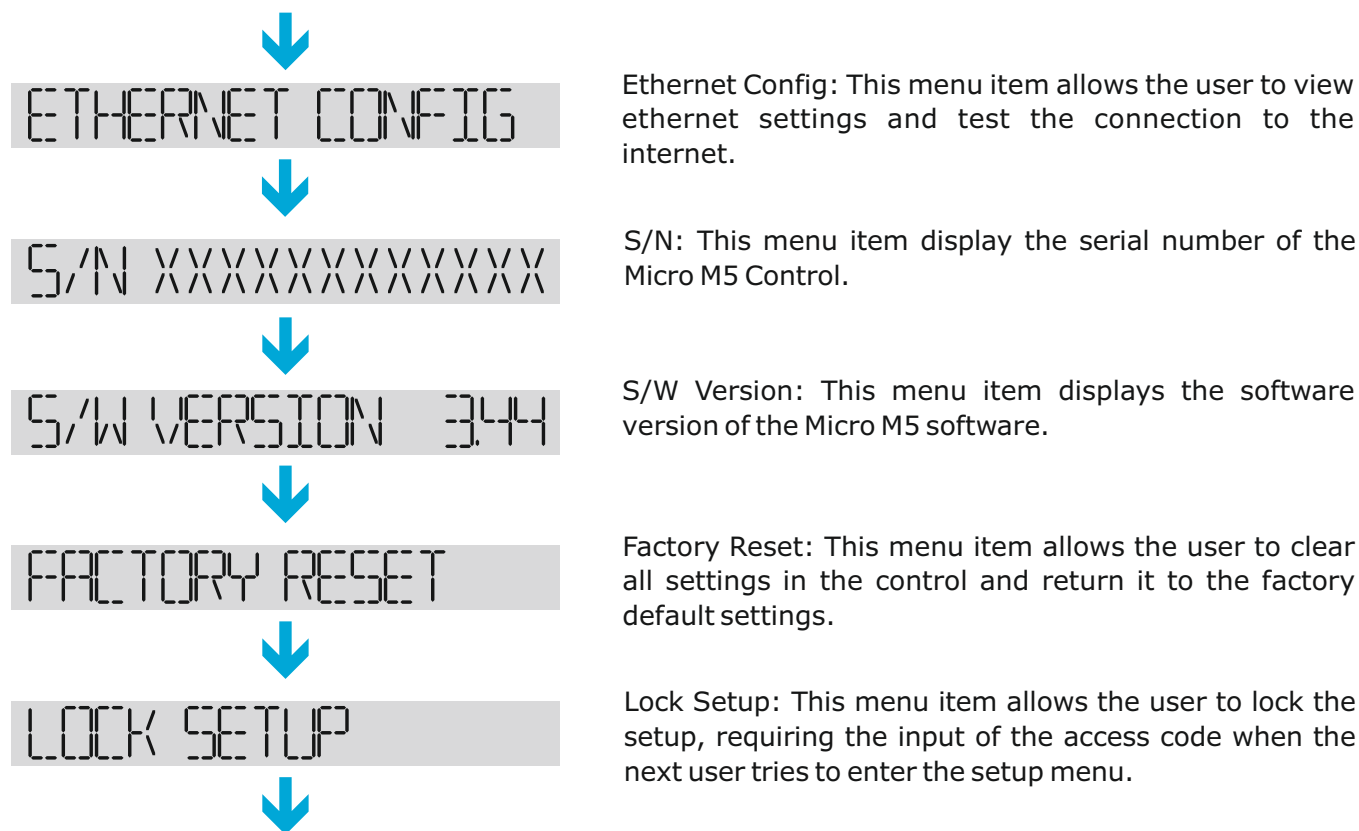 ETHERNET CONFIG
Ethernet Config: This menu item allows the user to view
ethernet settings and test the connection to the
internet.
S/N XXXXXXXXXXXX
S/N: This menu item display the serial number of the
Micro M5 Control.
S/W VERSION 3.44
S/W Version: This menu item displays the software
version of the Micro M5 software.
FACTORY RESET
Factory Reset: This menu item allows the user to clear
all settings in the control and return it to the factory
default settings.
LOCK SETUP
Lock Setup: This menu item allows the user to lock the
setup, requiring the input of the access code when the
next user tries to enter the setup menu.